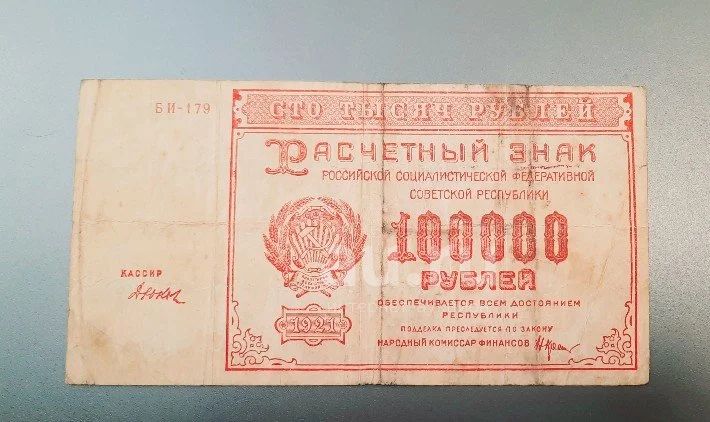 БИ-179
СТО ТЫСЯЧ РУБЛЕЙ
РАСЧЕТНЫЙ ЗНАК
РОССИЙСКОЙ СОЦИАЛИСТИЧЕСКОЙ ФЕДЕРАТИВНОЙ
СОВЕТСКОЙ РЕСПУБЛИКИ
100000
РУБЛЕЙ
КАССИР
1921
ОБЕСПЕЧИВАЕТСЯ ВСЕМ ДОСТОЯНИЕМ
РЕСПУБЛИКИ
ПОДДЕЛКА ПРЕСЛЕДУЕТСЯ ПО ЗАКОНУ
НАРОДНЫЙ КОМИССАР ФИНАНСОВ